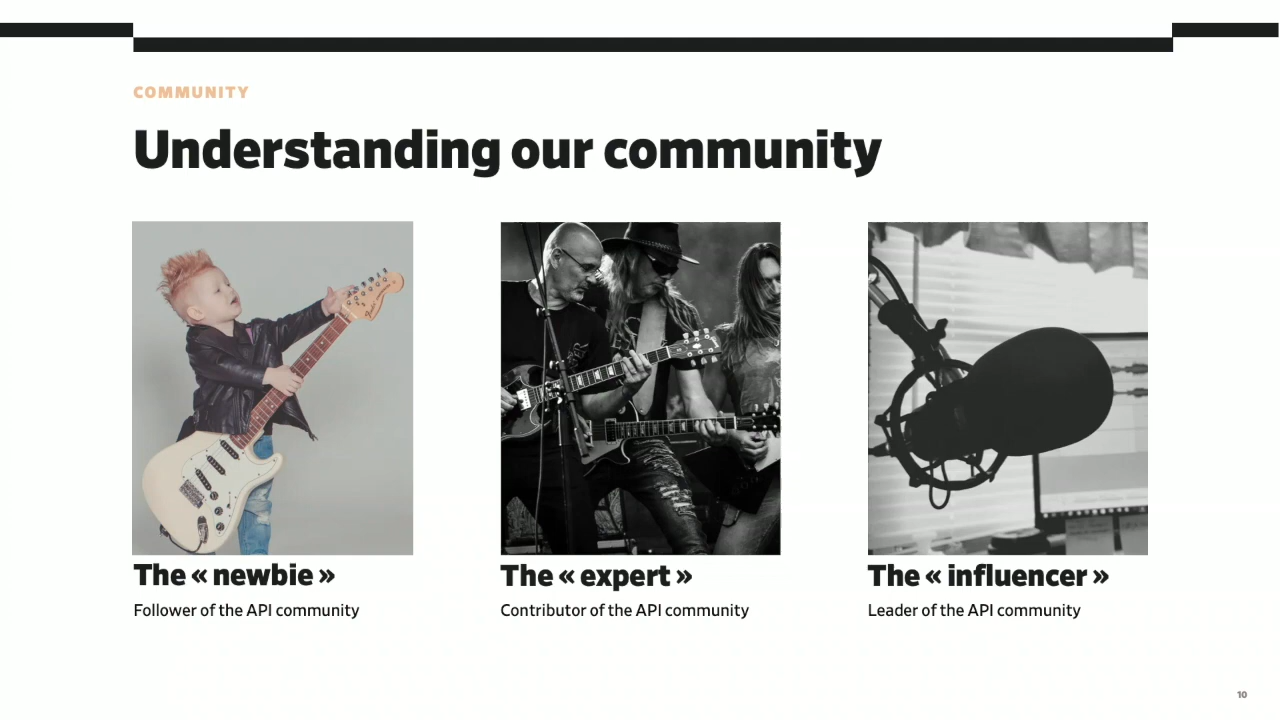 COMMUNITY
Understanding our community
The « newbie »
Follower of the API community
The « expert »
Contributor of the API community
The « influencer »
Leader of the API community
10